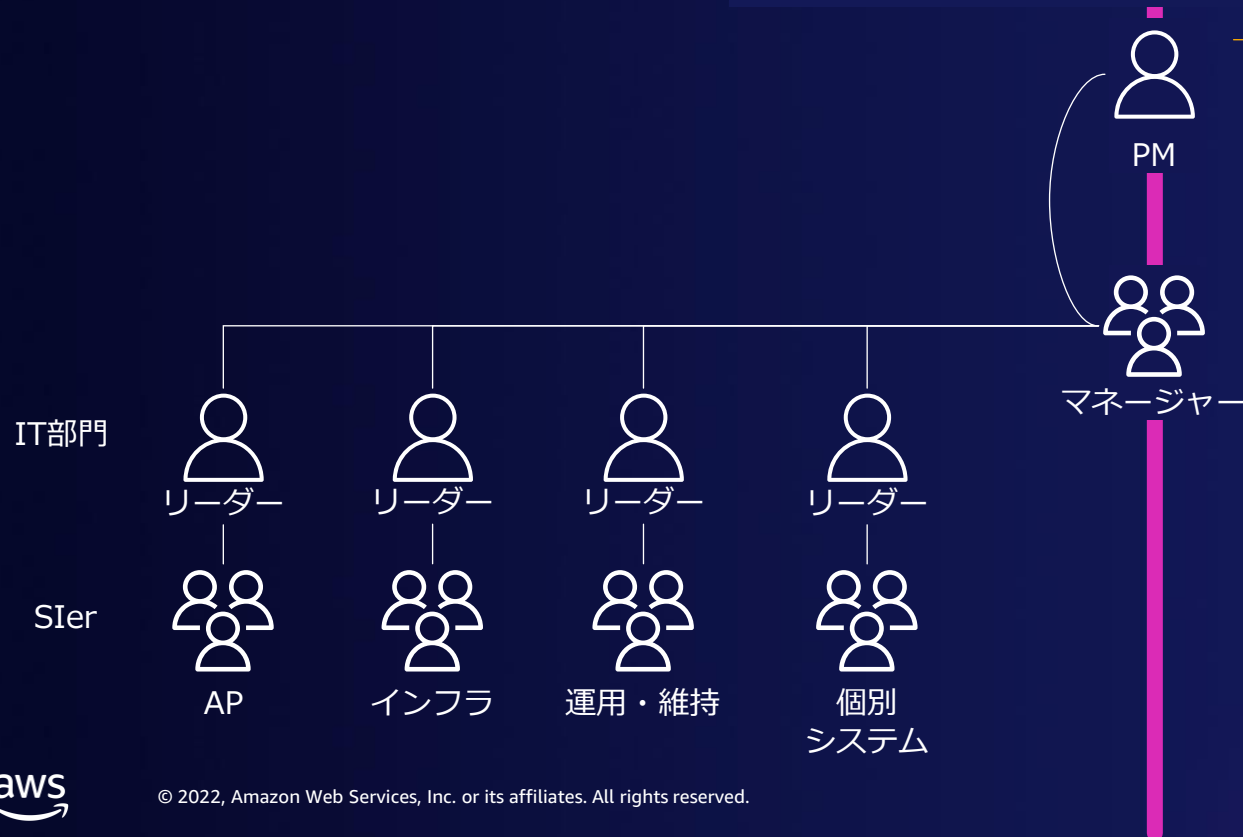 PM
マネージャー
IT部門
リーダー
リーダー
リーダー
リーダー
SIer
AP
インフラ
運用・維持
個別
システム
aws
© 2022, Amazon Web Services, Inc. or its affiliates. All rights reserved.